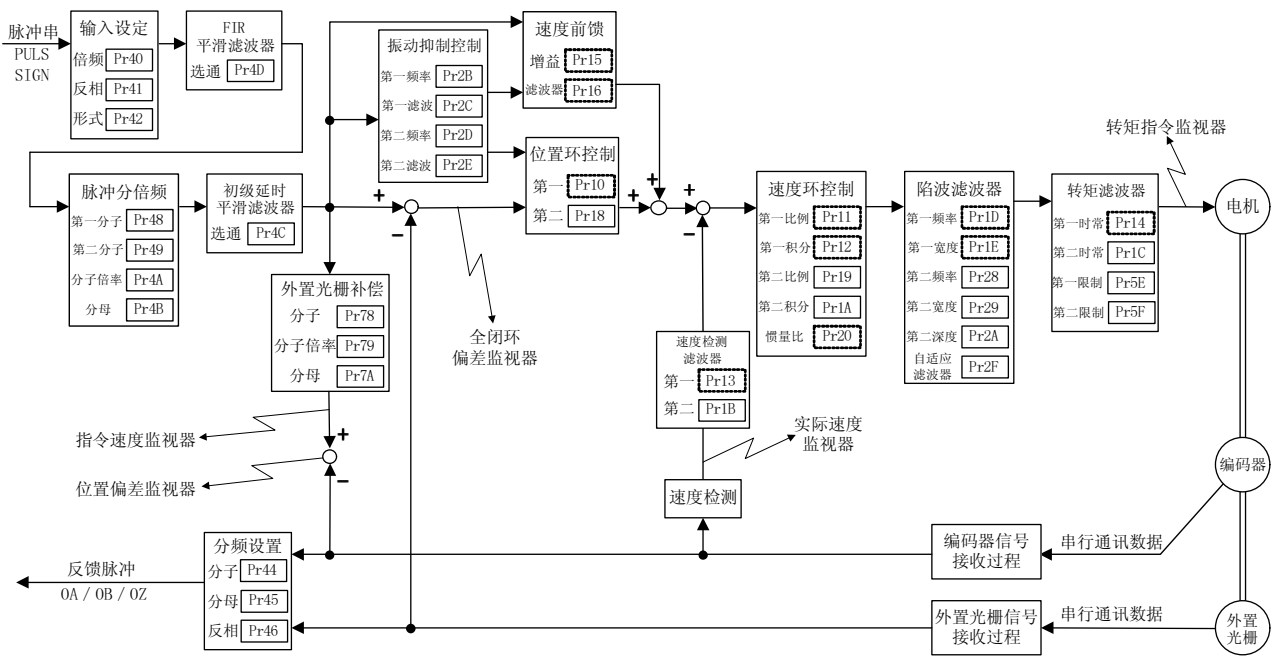 脉冲串
PULS
SIGN
输入设定
倍频 Pr40
反相 Pr41
形式 Pr42
FIR
平滑滤波器
选通 Pr4D
振动抑制控制
第一频率 Pr2B
第一滤波 Pr2C
第二频率 Pr2D
第二滤波 Pr2E
速度前馈
增益 Pr15
滤波器 Pr16
转矩指令监视器
脉冲分倍频
第一分子 Pr48
第二分子 Pr49
分子倍率 Pr4A
分母 Pr4B
初级延时
平滑滤波器
选通 Pr4C
+
−
位置环控制
第一 Pr10
第二 Pr18
+
+
+
−
速度环控制
第一比例 Pr11
第一积分 Pr12
第二比例 Pr19
第二积分 Pr1A
惯量比 Pr20
陷波滤波器
第一频率 Pr1D
第一宽度 Pr1E
第二频率 Pr28
第二宽度 Pr29
第二深度 Pr2A
自适应
滤波器 Pr2F
转矩滤波器
第一时常 Pr14
第二时常 Pr1C
第一限制 Pr5E
第二限制 Pr5F
电机
外置光栅补偿
分子 Pr78
分子倍率 Pr79
分母 Pr7A
全闭环
偏差监视器
速度检测
滤波器
第一 Pr13
第二 Pr1B
指令速度监视器
+
−
位置偏差监视器
实际速度
监视器
速度检测
编码器
分频设置
分子 Pr44
分母 Pr45
反相 Pr46
反馈脉冲
OA / OB / OZ
编码器信号
接收过程
串行通讯数据
外置光栅信号
接收过程
串行通讯数据
外置
光栅